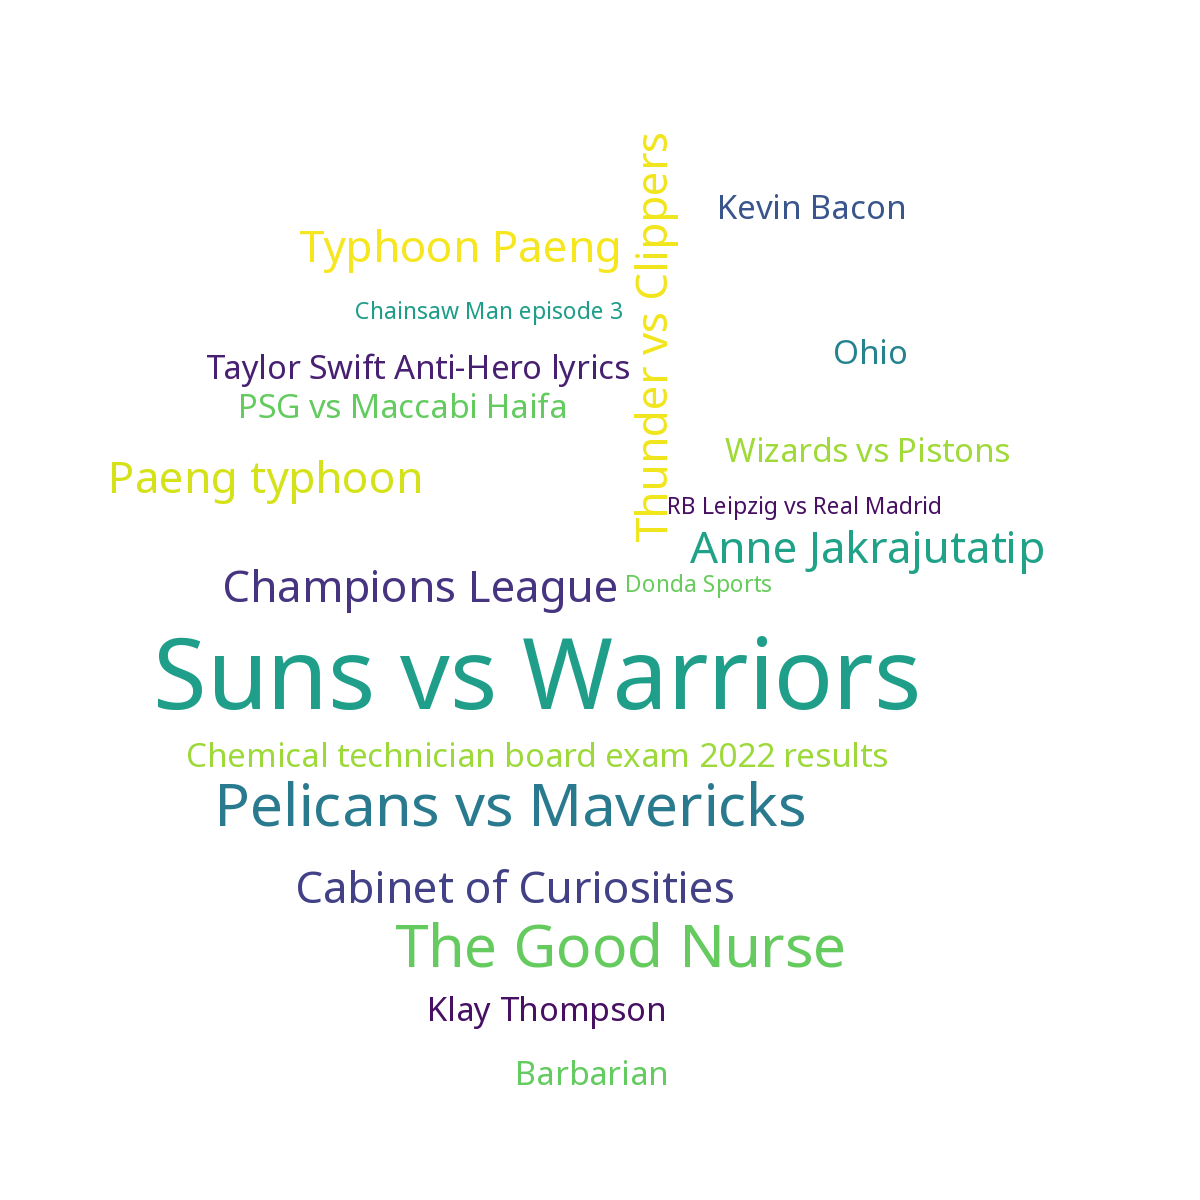 Thunder vs Clippers
Kevin Bacon
Typhoon Paeng
Chainsaw Man episode 3
Ohio
Taylor Swift Anti-Hero lyrics
PSG vs Maccabi Haifa
Wizards vs Pistons
Paeng typhoon
RB Leipzig vs Real Madrid
Anne Jakrajutatip
Champions League
Donda Sports
Suns vs Warriors
Chemical technician board exam 2022 results
Pelicans vs Mavericks
Cabinet of Curiosities
The Good Nurse
Klay Thompson
Barbarian